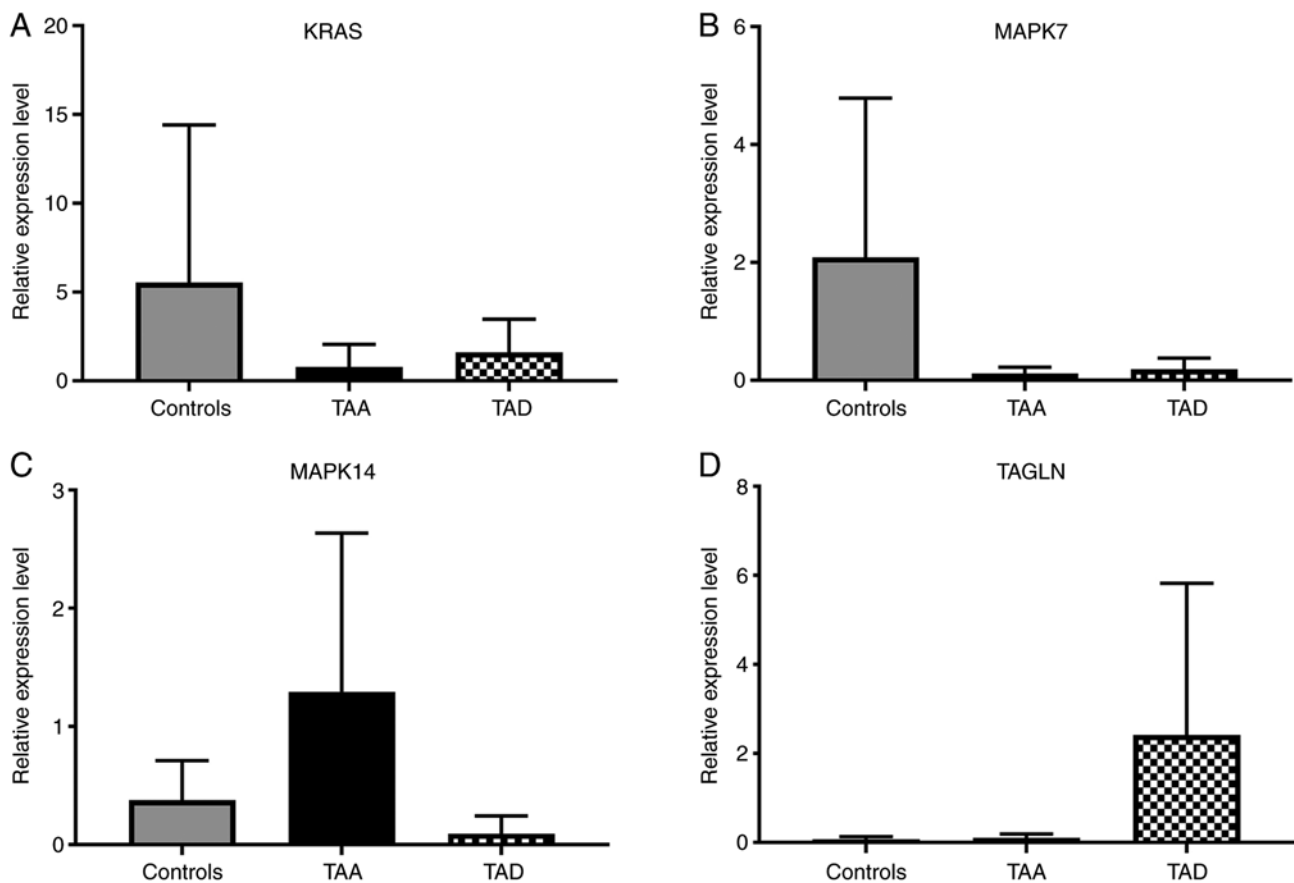 A
KRAS
Relative expression level
20
15
10
5
0
Controls
TAA
TAD
B
MAPK7
Relative expression level
6
4
2
0
Controls
TAA
TAD
C
MAPK14
Relative expression level
3
2
1
0
Controls
TAA
TAD
D
TAGLN
Relative expression level
8
6
4
2
0
Controls
TAA
TAD